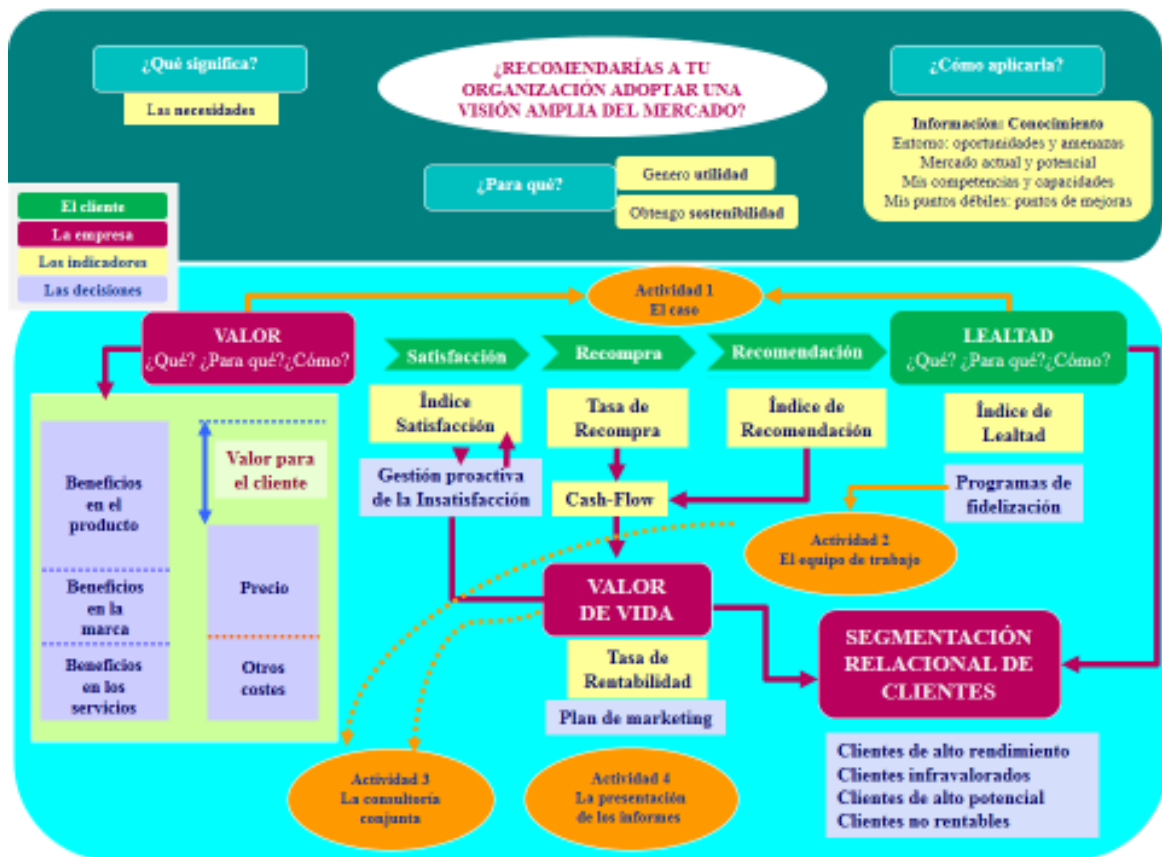 ¿Qué significa?
Las necesidades
¿RECOMENDARÍAS A TU
ORGANIZACIÓN ADOPTAR UNA
VISIÓN AMPLIA DEL MERCADO?
¿Para qué?
Genero utilidad
Obtengo sostenibilidad
¿Cómo aplicarla?
Información: Conocimiento
Entorno: oportunidades y amenazas
Mercado actual y potencial
Mis competencias y capacidades
Mis puntos débiles: puntos de mejoras
El cliente
La empresa
Los indicadores
Las decisiones
Actividad 1
El caso
VALOR
¿Qué? ¿Para qué?¿Cómo?
Satisfacción
Recompra
Recomendación
LEALTAD
¿Qué? ¿Para qué?¿Cómo?
Índice
Satisfacción
Tasa de
Recompra
Índice de
Recomendación
Índice de
Lealtad
Gestión proactiva
de la Insatisfacción
Cash-Flow
Programas de
fidelización
Beneficios
en el
producto
Beneficios
en la
marca
Beneficios
en los
servicios
Valor para
el cliente
Precio
Otros
costes
Actividad 2
El equipo de trabajo
VALOR
DE VIDA
Tasa de
Rentabilidad
Plan de marketing
SEGMENTACIÓN
RELACIONAL DE
CLIENTES
Clientes de alto rendimiento
Clientes infravalorados
Clientes de alto potencial
Clientes no rentables
Actividad 3
La consultoría
conjunta
Actividad 4
La presentación
de los informes